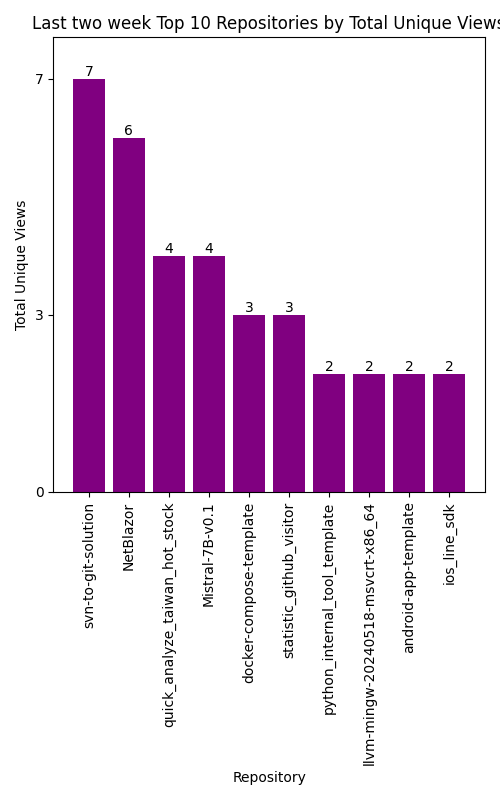 Last two week Top 10 Repositories by Total Unique Views
7
3
0
Total Unique Views
7
6
4
4
3
3
2
2
2
2
svn-to-git-solution
NetBlazor
quick_analyze_taiwan_hot_stock
Mistral-7B-v0.1
docker-compose-template
statistic_github_visitor
python_internal_tool_template
llvm-mingw-20240518-msvcrt-x86_64
android-app-template
ios_line_sdk
Repository